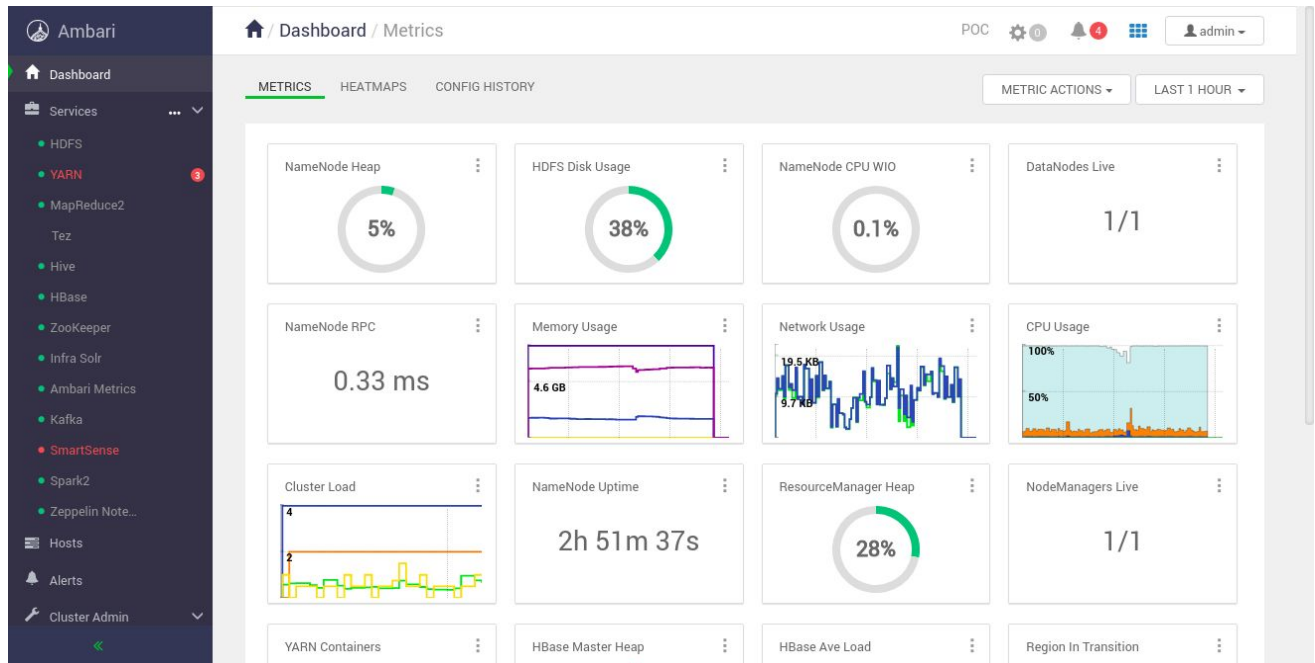 Ambari
Dashboard
Services ...
HDFS
YARN 3
MapReduce2
Tez
Hive
HBase
ZooKeeper
Infra Solr
Ambari Metrics
Kafka
SmartSense
Spark2
Zeppelin Note...
Hosts
Alerts
Cluster Admin
«
/ Dashboard / Metrics
POC 0 4 admin
METRICS HEATMAPS CONFIG HISTORY
METRIC ACTIONS LAST 1 HOUR
NameNode Heap
5%
HDFS Disk Usage
38%
NameNode CPU WIO
0.1%
DataNodes Live
1/1
NameNode RPC
0.33 ms
Memory Usage
4.6 GB
Network Usage
19.5 KB
9.7 KB
CPU Usage
100%
50%
Cluster Load
4
2
NameNode Uptime
2h 51m 37s
ResourceManager Heap
28%
NodeManagers Live
1/1
YARN Containers
HBase Master Heap
HBase Ave Load
Region In Transition